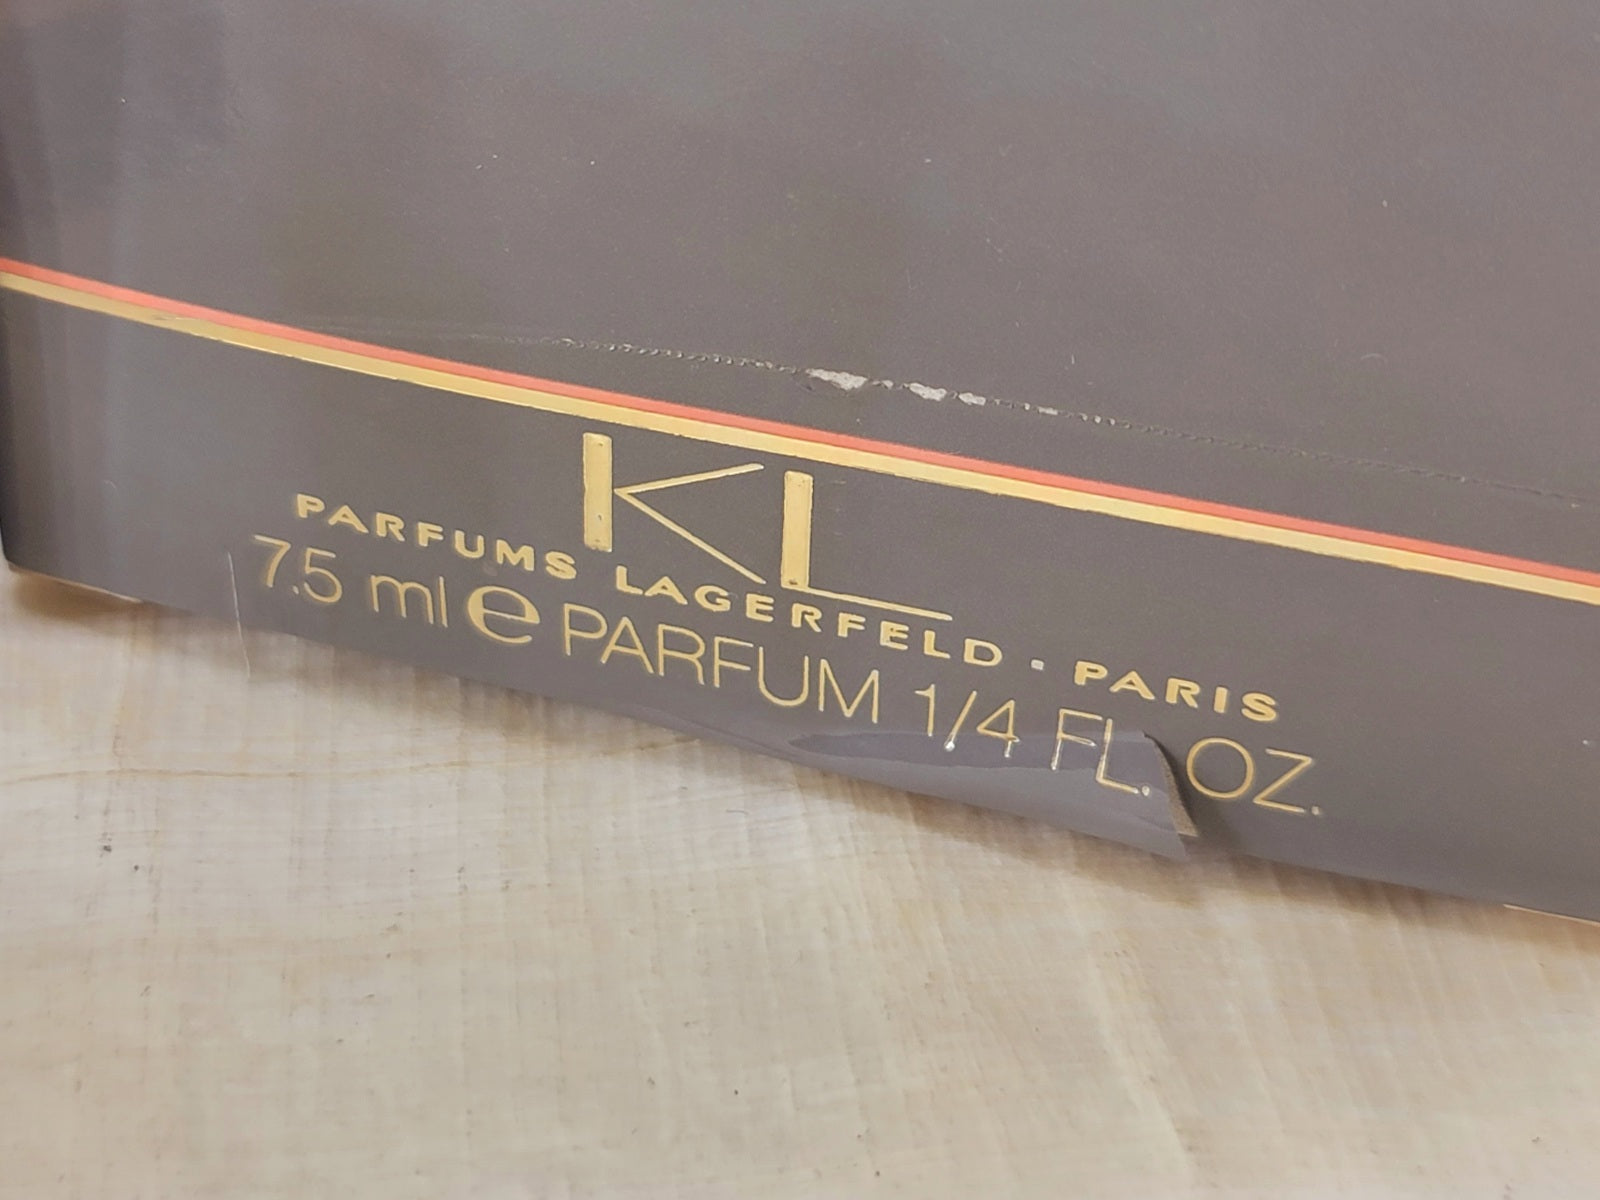 KL
PARFUMS LAGERFELD · PARIS
7.5 ml ℮ PARFUM 1/4 FL. OZ.